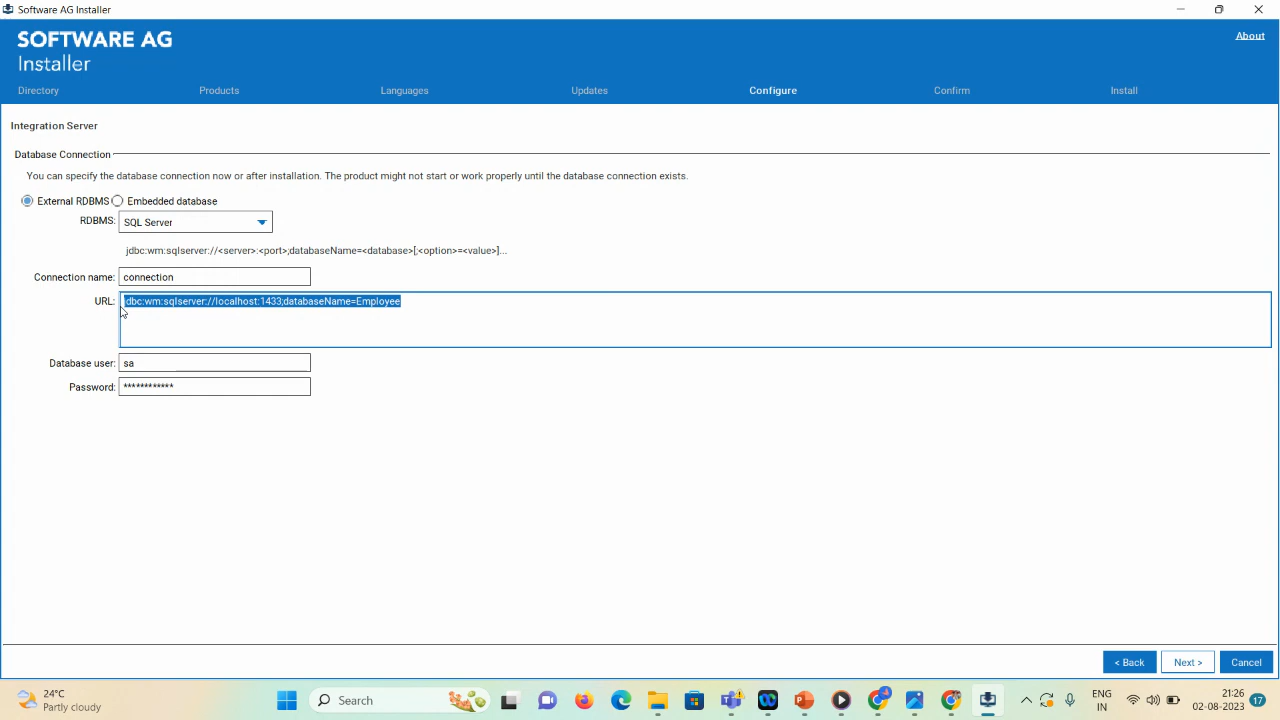 Software AG Installer
SOFTWARE AG
Installer
About
Directory Products Languages Updates Configure Confirm Install
Integration Server
Database Connection
You can specify the database connection now or after installation. The product might not start or work properly until the database connection exists.
External RDBMS Embedded database
RDBMS: SQL Server
jdbc:wm:sqlserver://<server>:<port>;databaseName=<database>[;<option>=<value>]...
Connection name: connection
URL: jdbc:wm:sqlserver://localhost:1433;databaseName=Employee
Database user: sa
Password: ************
< Back Next > Cancel
24°C
Partly cloudy
Search
ENG
IN
21:26
02-08-2023
17